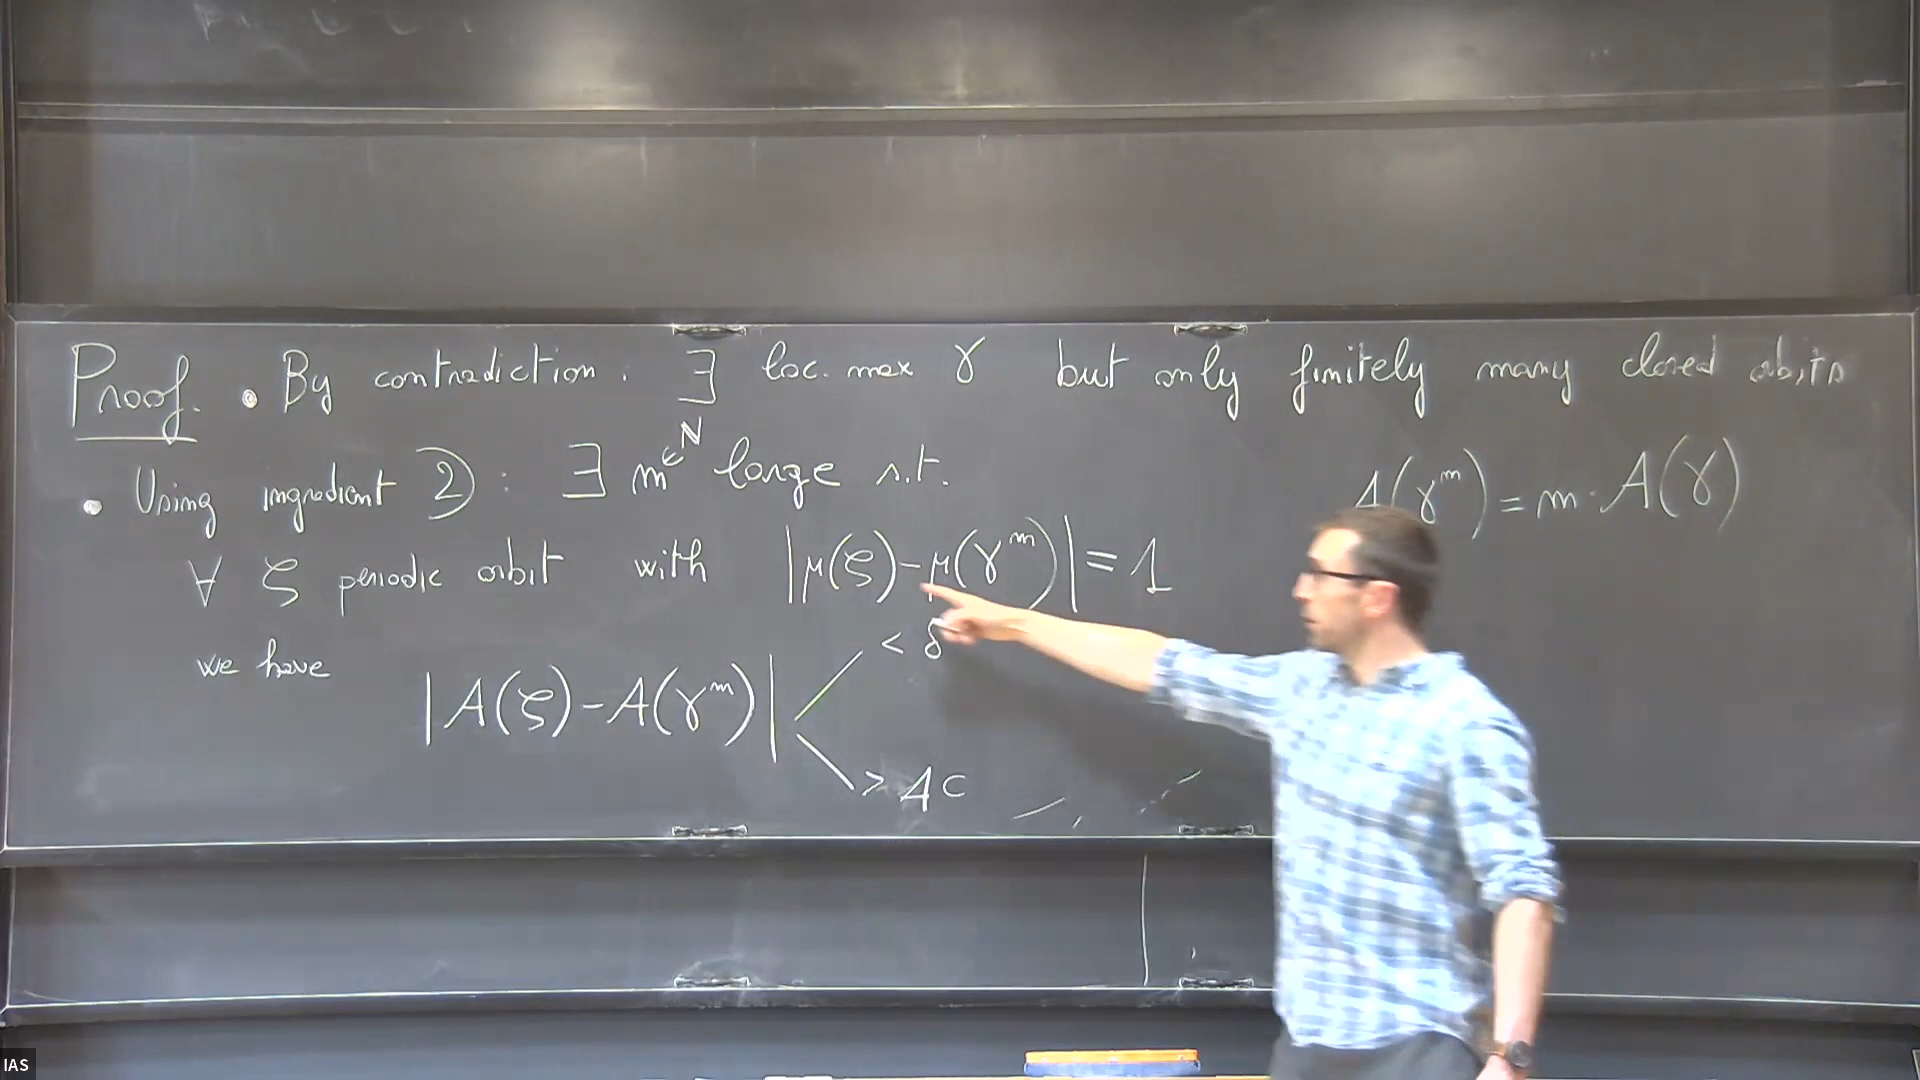 Proof. • By contradiction. ∃ loc. max γ but only finitely many closed orbits
• Using ingredient ②: ∃ m ∈ ℕ large s.t.
A(γ^m) = m·A(γ)
∀ ζ periodic orbit with |μ(ζ)-μ(γ^m)| = 1
we have |A(ζ)-A(γ^m)|
< δ
> 4C
IAS